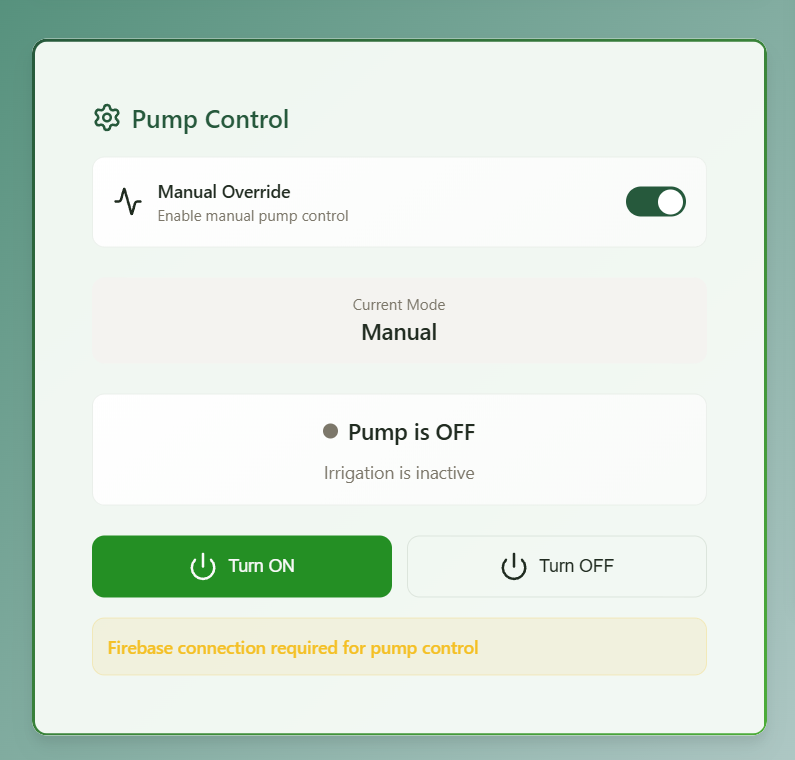 Pump Control
Manual Override
Enable manual pump control
Current Mode
Manual
Pump is OFF
Irrigation is inactive
Turn ON
Turn OFF
Firebase connection required for pump control